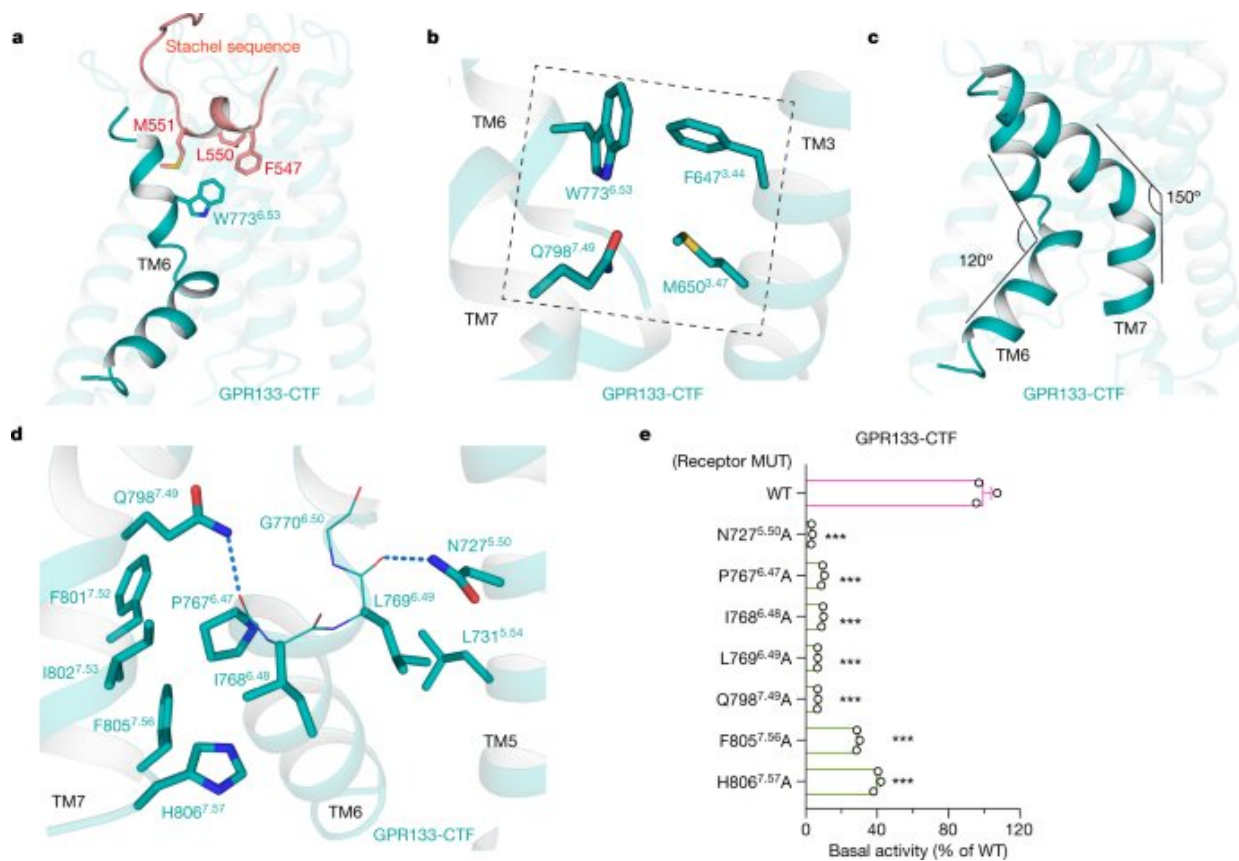 a
Stachel sequence
M551
L550
F547
W773^6.53
TM6
GPR133-CTF
b
TM6
TM3
W773^6.53
F647^3.44
Q798^7.49
M650^3.47
TM7
GPR133-CTF
c
150º
120º
TM7
TM6
GPR133-CTF
d
Q798^7.49
G770^6.50
N727^5.50
F801^7.52
P767^6.47
L769^6.49
L731^5.54
I802^7.53
I768^6.48
F805^7.56
TM5
TM7
H806^7.57
TM6
GPR133-CTF
e
GPR133-CTF
(Receptor MUT)
WT
N727^5.50A ***
P767^6.47A ***
I768^6.48A ***
L769^6.49A ***
Q798^7.49A ***
F805^7.56A ***
H806^7.57A ***
0 40 80 120
Basal activity (% of WT)